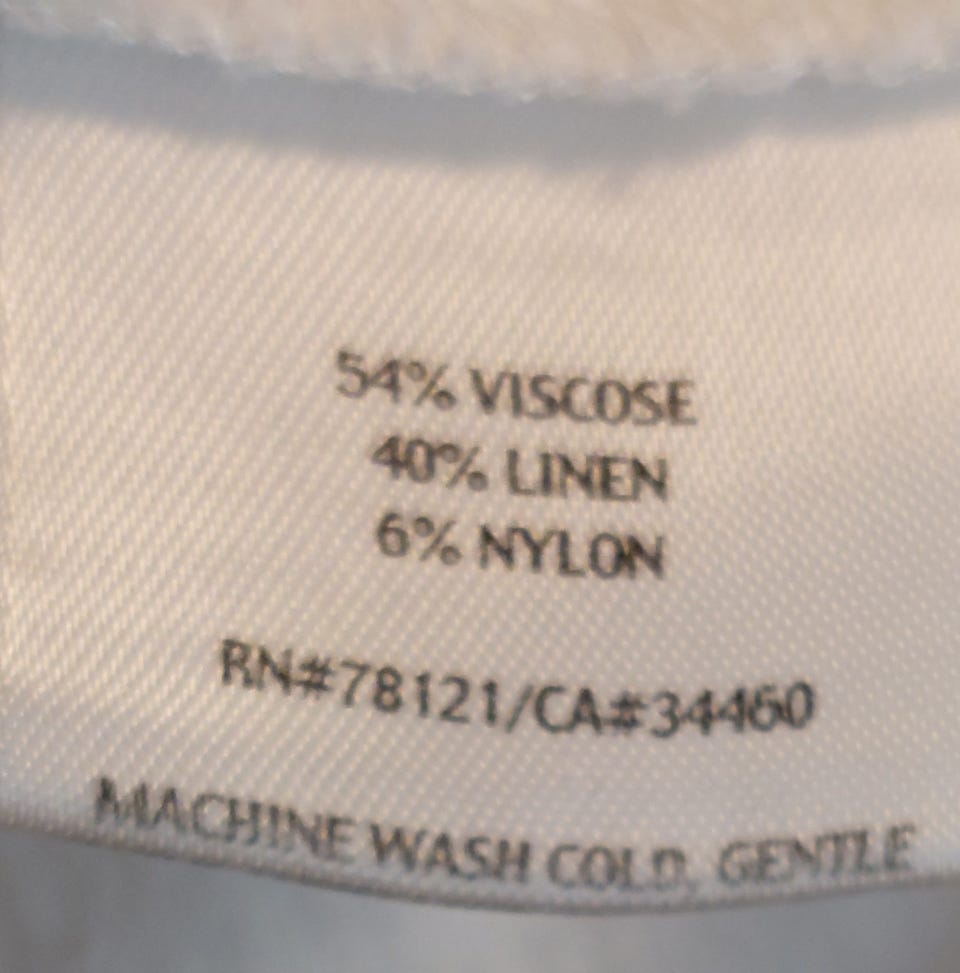 54% VISCOSE
40% LINEN
6% NYLON
RN#78121/CA#34460
MACHINE WASH COLD, GENTLE